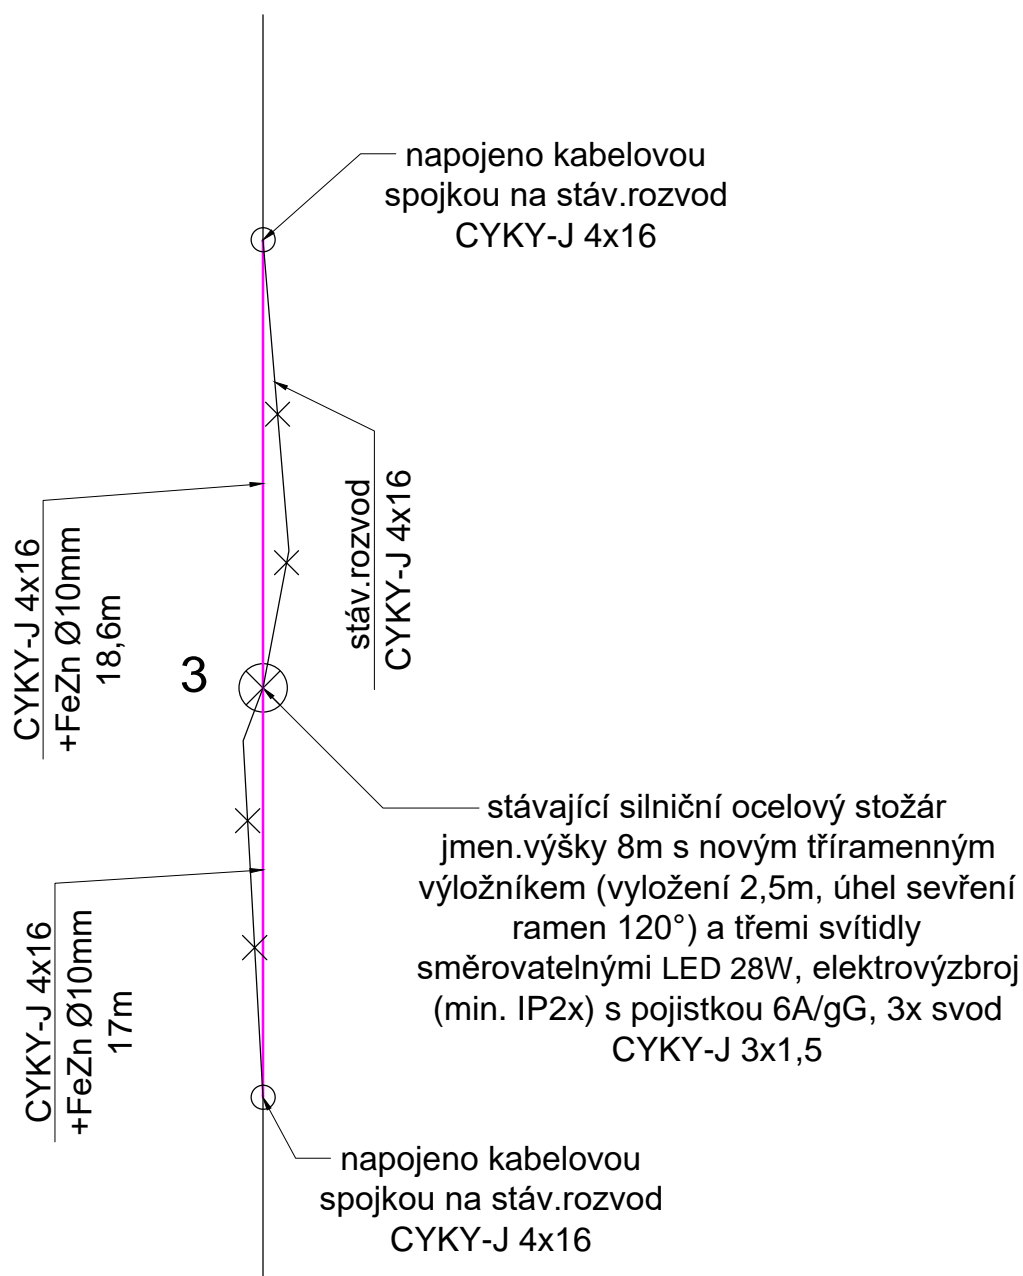 napojeno kabelovou
spojkou na stáv.rozvod
CYKY-J 4x16
stáv.rozvod
CYKY-J 4x16
CYKY-J 4x16
+FeZn Ø10mm
18,6m
3
stávající silniční ocelový stožár
jmen.výšky 8m s novým tříramenným
výložníkem (vyložení 2,5m, úhel sevření
ramen 120°) a třemi svítidly
směrovatelnými LED 28W, elektrovýzbroj
(min. IP2x) s pojistkou 6A/gG, 3x svod
CYKY-J 3x1,5
CYKY-J 4x16
+FeZn Ø10mm
17m
napojeno kabelovou
spojkou na stáv.rozvod
CYKY-J 4x16